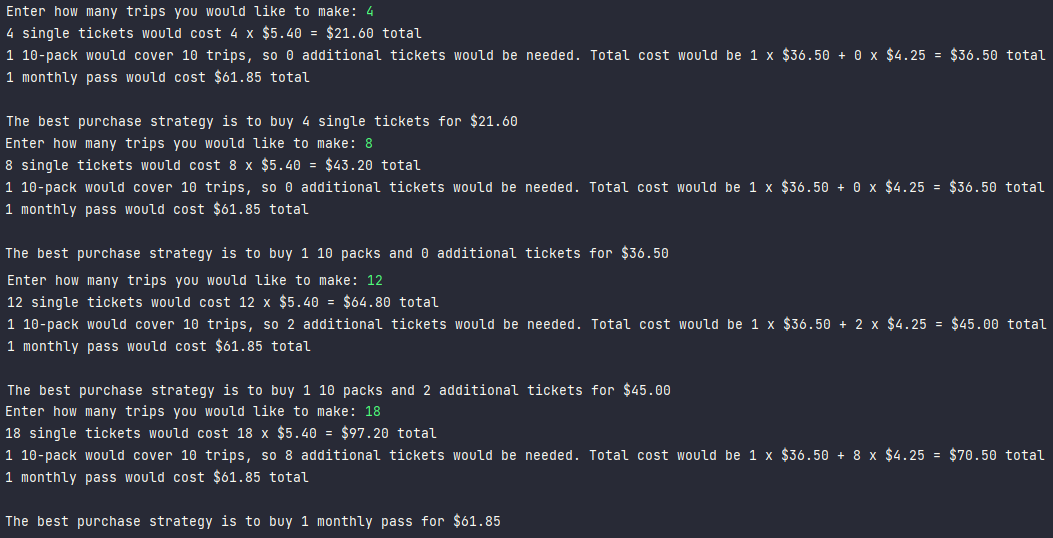 Enter how many trips you would like to make: 4
4 single tickets would cost 4 x $5.40 = $21.60 total
1 10-pack would cover 10 trips, so 0 additional tickets would be needed. Total cost would be 1 x $36.50 + 0 x $4.25 = $36.50 total
1 monthly pass would cost $61.85 total

The best purchase strategy is to buy 4 single tickets for $21.60
Enter how many trips you would like to make: 8
8 single tickets would cost 8 x $5.40 = $43.20 total
1 10-pack would cover 10 trips, so 0 additional tickets would be needed. Total cost would be 1 x $36.50 + 0 x $4.25 = $36.50 total
1 monthly pass would cost $61.85 total

The best purchase strategy is to buy 1 10 packs and 0 additional tickets for $36.50
Enter how many trips you would like to make: 12
12 single tickets would cost 12 x $5.40 = $64.80 total
1 10-pack would cover 10 trips, so 2 additional tickets would be needed. Total cost would be 1 x $36.50 + 2 x $4.25 = $45.00 total
1 monthly pass would cost $61.85 total

The best purchase strategy is to buy 1 10 packs and 2 additional tickets for $45.00
Enter how many trips you would like to make: 18
18 single tickets would cost 18 x $5.40 = $97.20 total
1 10-pack would cover 10 trips, so 8 additional tickets would be needed. Total cost would be 1 x $36.50 + 8 x $4.25 = $70.50 total
1 monthly pass would cost $61.85 total

The best purchase strategy is to buy 1 monthly pass for $61.85